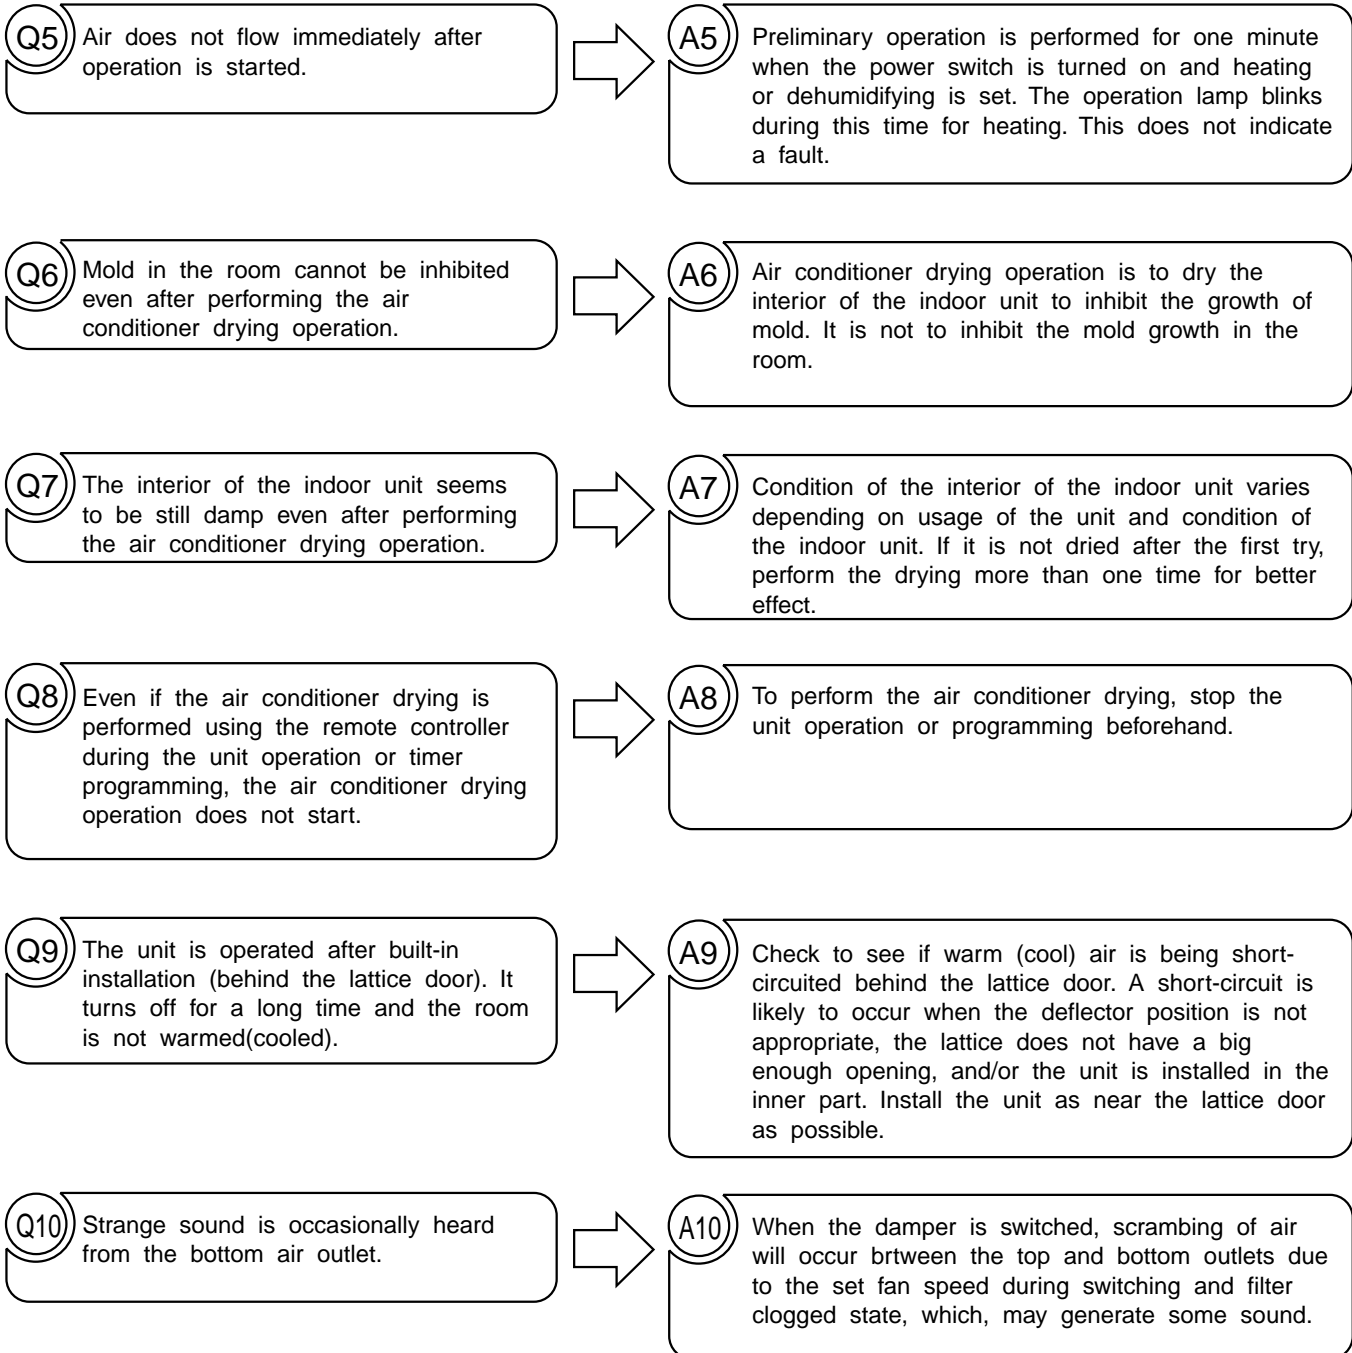 Q5
Air does not flow immediately after
operation is started.
A5
Preliminary operation is performed for one minute
when the power switch is turned on and heating
or dehumidifying is set. The operation lamp blinks
during this time for heating. This does not indicate
a fault.
Q6
Mold in the room cannot be inhibited
even after performing the air
conditioner drying operation.
A6
Air conditioner drying operation is to dry the
interior of the indoor unit to inhibit the growth of
mold. It is not to inhibit the mold growth in the
room.
Q7
The interior of the indoor unit seems
to be still damp even after performing
the air conditioner drying operation.
A7
Condition of the interior of the indoor unit varies
depending on usage of the unit and condition of
the indoor unit. If it is not dried after the first try,
perform the drying more than one time for better
effect.
Q8
Even if the air conditioner drying is
performed using the remote controller
during the unit operation or timer
programming, the air conditioner drying
operation does not start.
A8
To perform the air conditioner drying, stop the
unit operation or programming beforehand.
Q9
The unit is operated after built-in
installation (behind the lattice door). It
turns off for a long time and the room
is not warmed(cooled).
A9
Check to see if warm (cool) air is being short-
circuited behind the lattice door. A short-circuit is
likely to occur when the deflector position is not
appropriate, the lattice does not have a big
enough opening, and/or the unit is installed in the
inner part. Install the unit as near the lattice door
as possible.
Q10
Strange sound is occasionally heard
from the bottom air outlet.
A10
When the damper is switched, scrambing of air
will occur brtween the top and bottom outlets due
to the set fan speed during switching and filter
clogged state, which, may generate some sound.